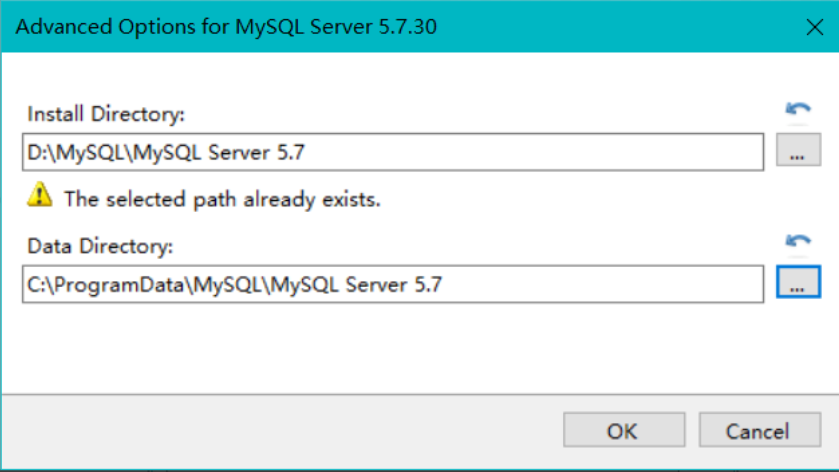 Advanced Options for MySQL Server 5.7.30
Install Directory:
D:\MySQL\MySQL Server 5.7
...
The selected path already exists.
Data Directory:
C:\ProgramData\MySQL\MySQL Server 5.7
...
OK
Cancel